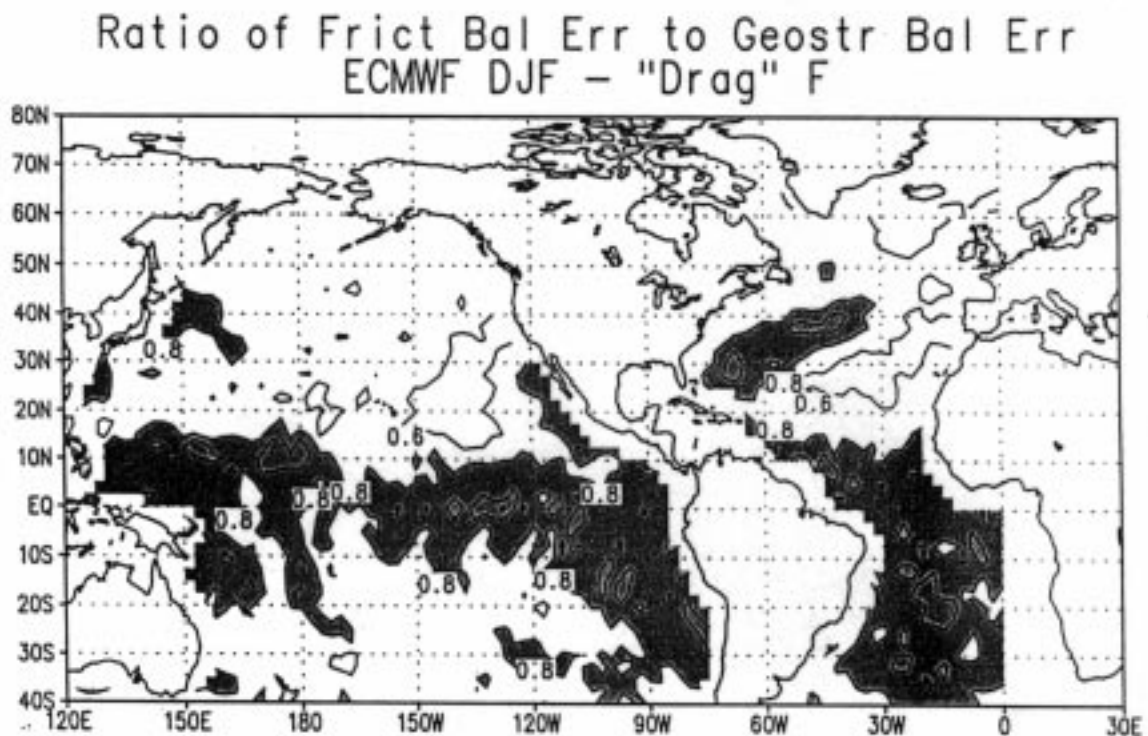 Ratio of Frict Bal Err to Geostr Bal Err
ECMWF DJF – "Drag" F
80N
70N
60N
50N
40N
0.8
30N
0.8
0.6
20N
0.6
0.8
10N
0.8 0.8 0.8
EQ
0.8
10S
0.8 0.8
20S
30S
0.8
40S
120E 150E 180 150W 120W 90W 60W 30W 0 30E